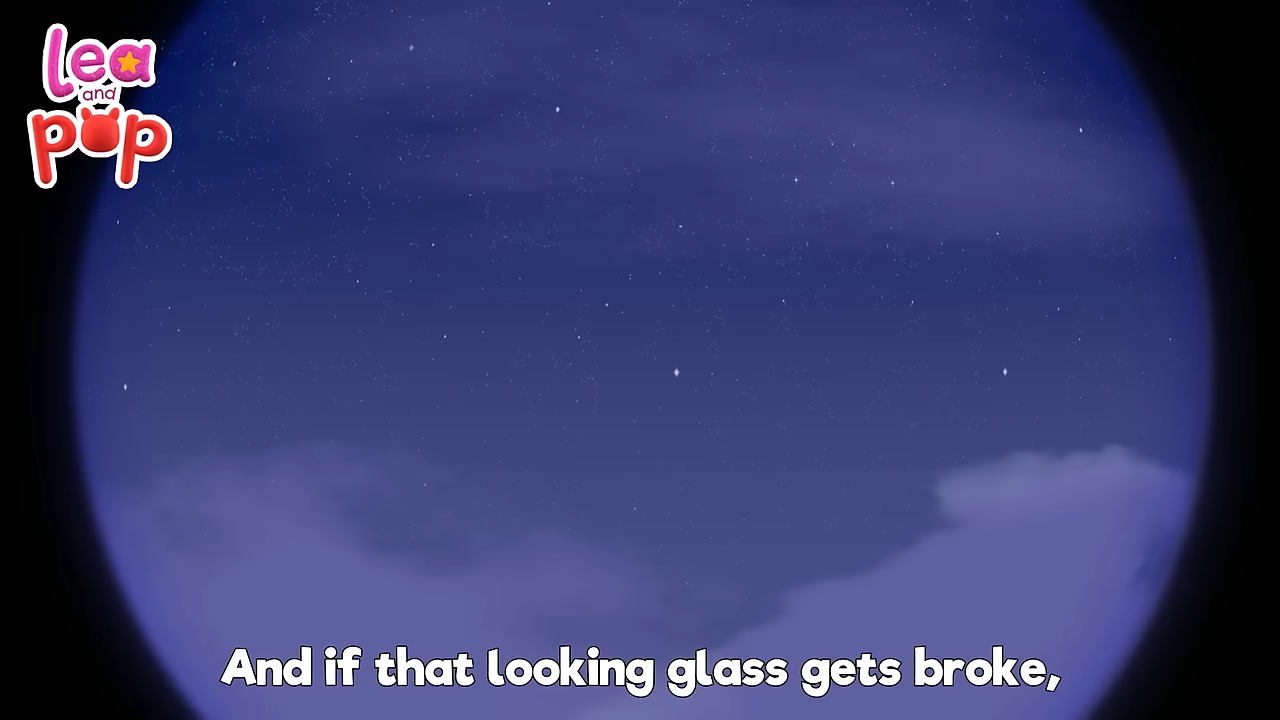 lea
and
pop
And if that looking glass gets broke,